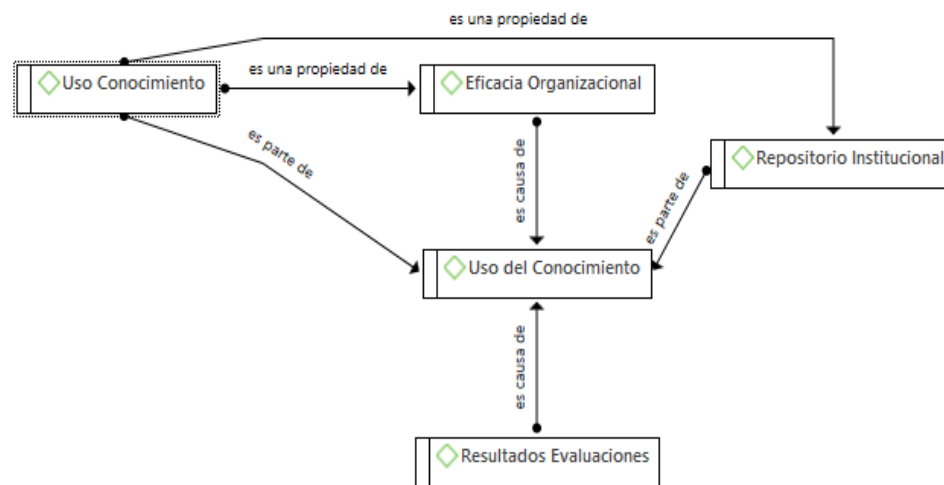 es una propiedad de
Uso Conocimiento
es una propiedad de
Eficacia Organizacional
es parte de
es causa de
Repositorio Institucional
es parte de
Uso del Conocimiento
es causa de
Resultados Evaluaciones